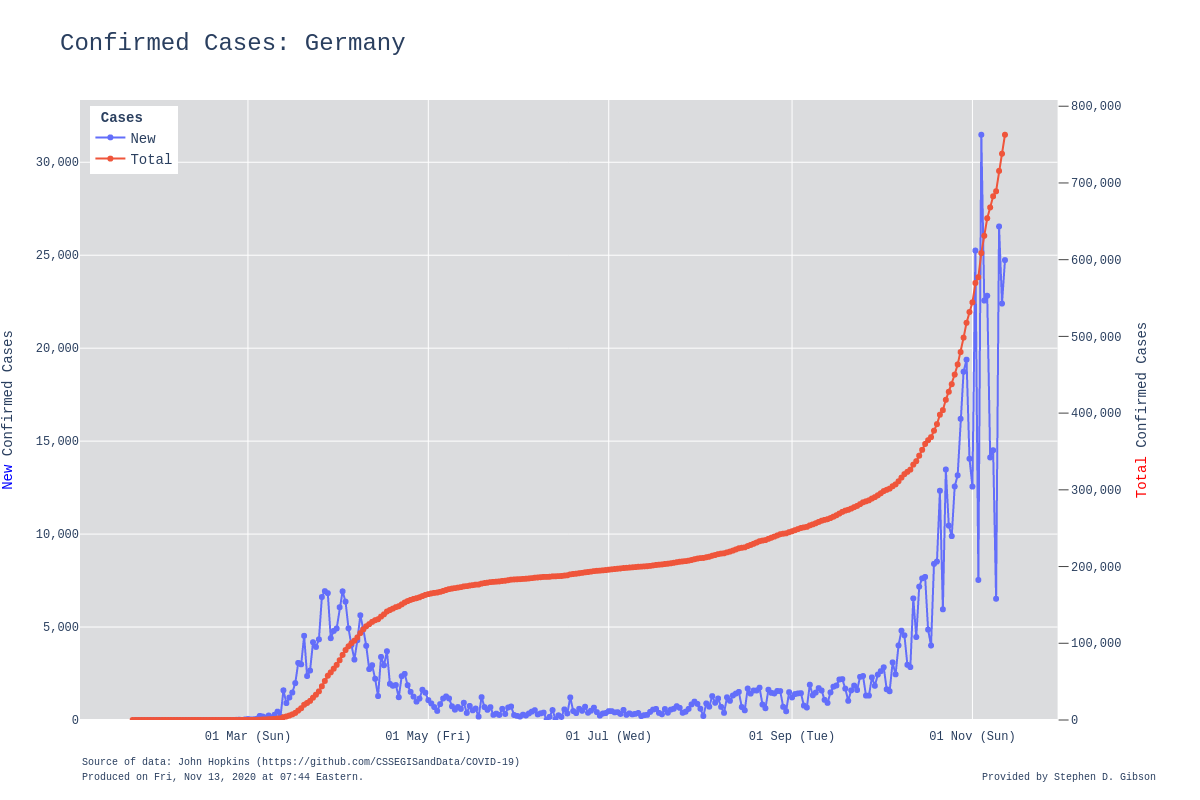 Confirmed Cases: Germany
Cases
New
Total
30,000
25,000
20,000
15,000
10,000
5,000
0
800,000
700,000
600,000
500,000
400,000
300,000
200,000
100,000
0
New Confirmed Cases
Total Confirmed Cases
01 Mar (Sun) 01 May (Fri) 01 Jul (Wed) 01 Sep (Tue) 01 Nov (Sun)
Source of data: John Hopkins (https://github.com/CSSEGISandData/COVID-19)
Produced on Fri, Nov 13, 2020 at 07:44 Eastern.
Provided by Stephen D. Gibson